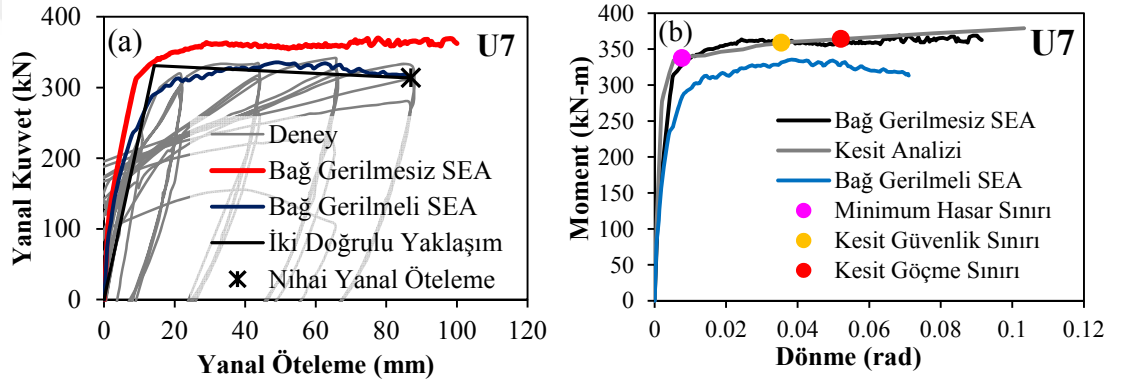 (a)
U7
Yanal Kuvvet (kN)
400
300
200
100
0
Deney
Bağ Gerilmesiz SEA
Bağ Gerilmeli SEA
İki Doğrulu Yaklaşım
Nihai Yanal Öteleme
0 20 40 60 80 100 120
Yanal Öteleme (mm)
(b)
U7
Moment (kN-m)
400
350
300
250
200
150
100
50
0
Bağ Gerilmesiz SEA
Kesit Analizi
Bağ Gerilmeli SEA
Minimum Hasar Sınırı
Kesit Güvenlik Sınırı
Kesit Göçme Sınırı
0 0.02 0.04 0.06 0.08 0.1 0.12
Dönme (rad)